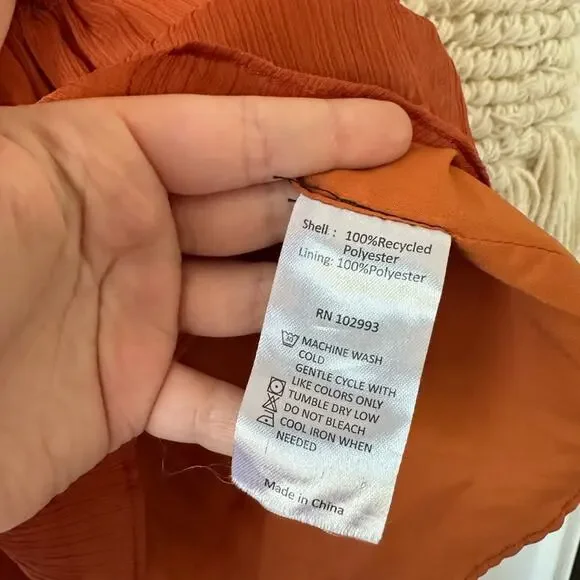 Shell : 100%Recycled
Polyester
Lining: 100%Polyester
RN 102993
30 MACHINE WASH
COLD
GENTLE CYCLE WITH
LIKE COLORS ONLY
TUMBLE DRY LOW
DO NOT BLEACH
COOL IRON WHEN
NEEDED
Made in China